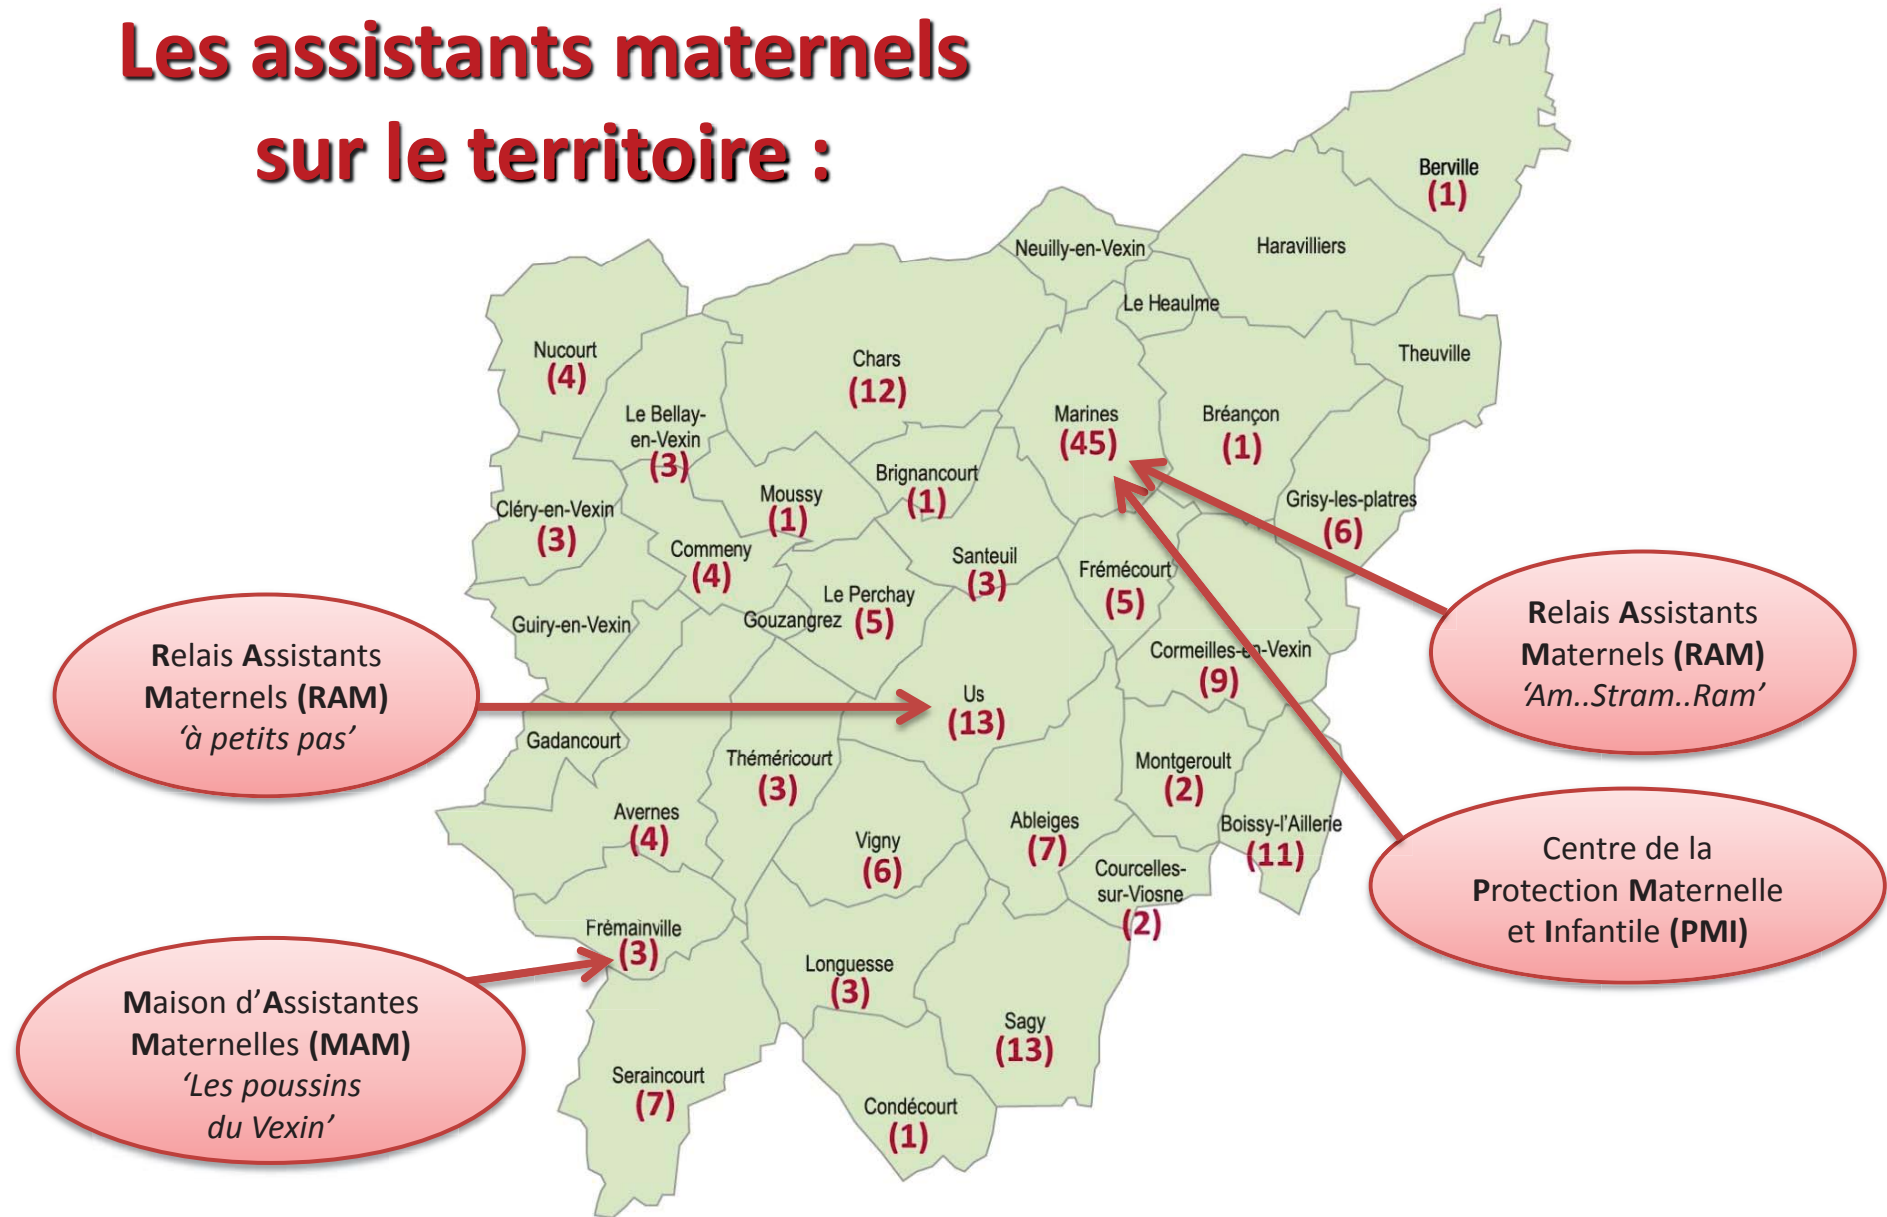 Les assistants maternels
sur le territoire :
Berville
(1)
Neuilly-en-Vexin
Haravilliers
Le Heaulme
Theuville
Nucourt
(4)
Chars
(12)
Le Bellay-
en-Vexin
(3)
Marines
(45)
Bréançon
(1)
Brignancourt
(1)
Moussy
(1)
Grisy-les-platres
(6)
Cléry-en-Vexin
(3)
Commeny
(4)
Santeuil
(3)
Frémécourt
(5)
Le Perchay
(5)
Gouzangrez
Guiry-en-Vexin
Cormeilles-en-Vexin
(9)
Relais Assistants
Maternels (RAM)
‘à petits pas’
Relais Assistants
Maternels (RAM)
‘Am..Stram..Ram’
Us
(13)
Gadancourt
Théméricourt
(3)
Montgeroult
(2)
Avernes
(4)
Vigny
(6)
Ableiges
(7)
Boissy-l'Aillerie
(11)
Courcelles-
sur-Viosne
(2)
Centre de la
Protection Maternelle
et Infantile (PMI)
Frémainville
(3)
Longuesse
(3)
Maison d’Assistantes
Maternelles (MAM)
‘Les poussins
du Vexin’
Sagy
(13)
Seraincourt
(7)
Condécourt
(1)